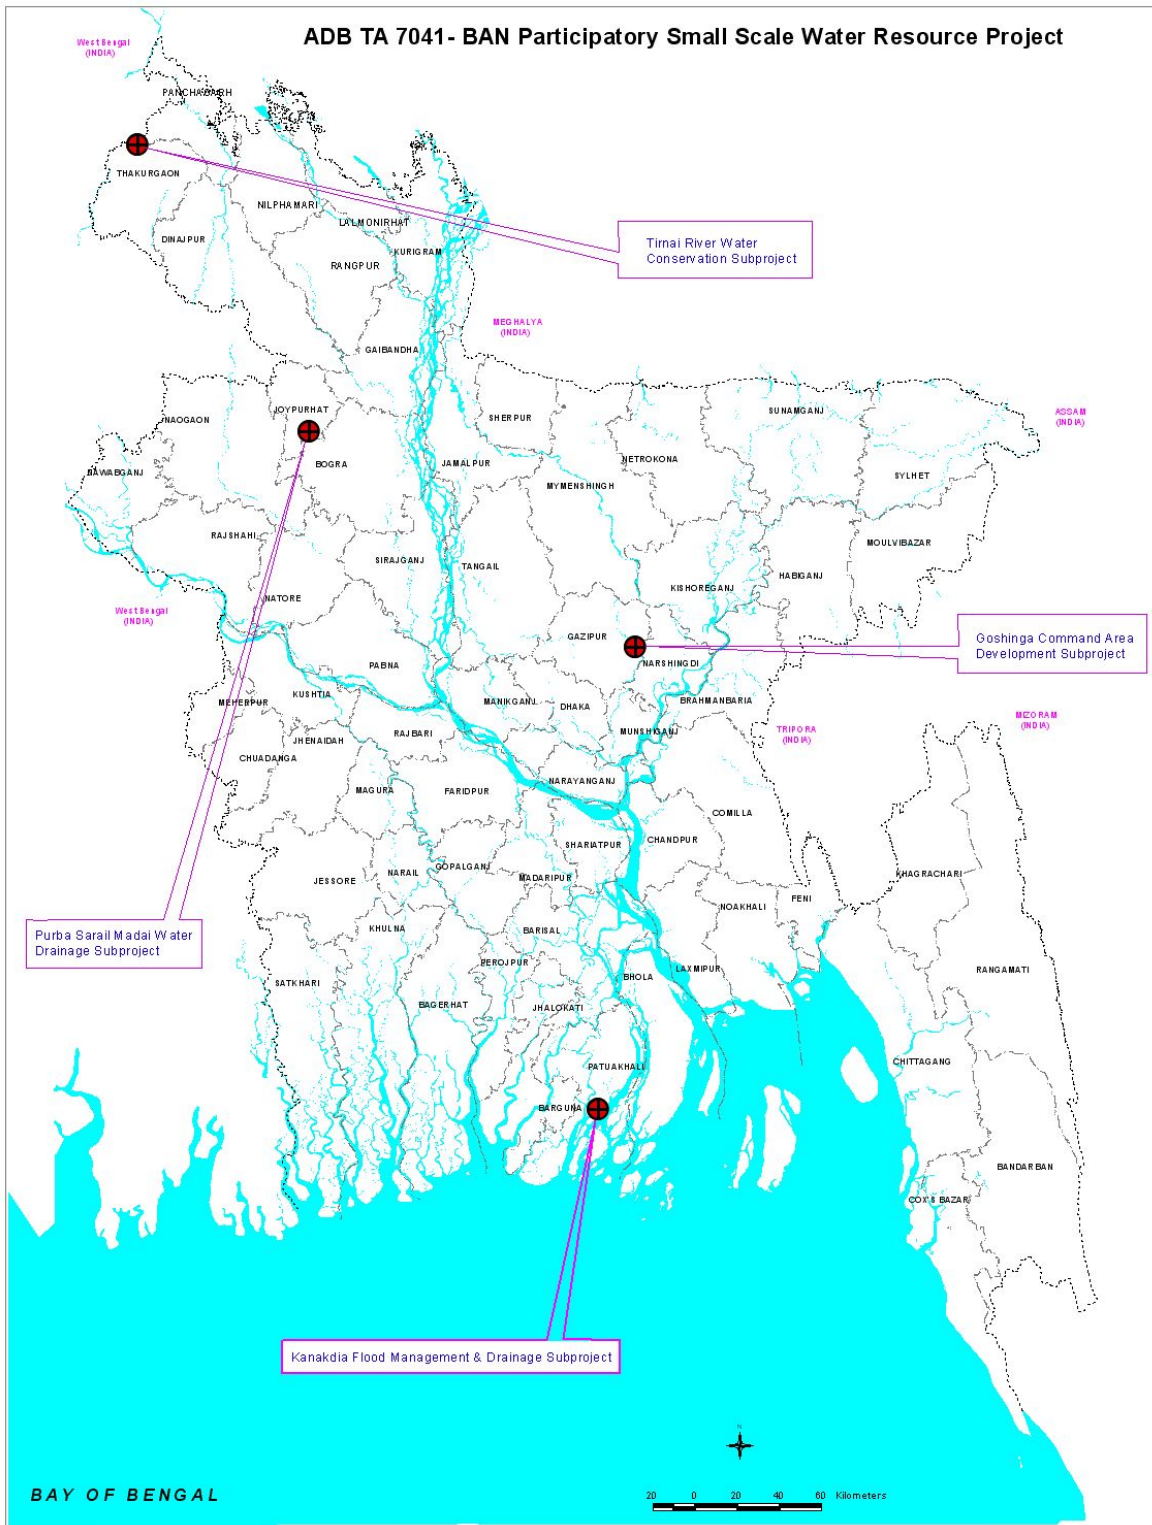 ADB TA 7041- BAN Participatory Small Scale Water Resource Project
West Bengal
(INDIA)
PANCHAGARH
THAKURGAON
NILPHAMARI
LALMONIRHAT
DINAJPUR
KURIGRAM
RANGPUR
Tirnai River Water
Conservation Subproject
MEGHALYA
(INDIA)
GAIBANDHA
JOYPURHAT
NAOGAON
SHERPUR
SUNAMGANJ
ASSAM
(INDIA)
BOGRA
JAMALPUR
NETROKONA
NAWABGANJ
SYLHET
MYMENSHINGH
RAJSHAHI
MOULVIBAZAR
SIRAJGANJ
TANGAIL
HABIGANJ
KISHOREGANJ
NATORE
West Bengal
(INDIA)
GAZIPUR
Goshinga Command Area
Development Subproject
PABNA
NARSHINGDI
KUSHTIA
MEHERPUR
MANIKGANJ
DHAKA
BRAHMANBARIA
MIZORAM
(INDIA)
RAJBARI
MUNSHIGANJ
TRIPORA
(INDIA)
JHENAIDAH
CHUADANGA
NARAYANGANJ
MAGURA
FARIDPUR
COMILLA
SHARIATPUR
CHANDPUR
GOPALGANJ
JESSORE
NARAIL
MADARIPUR
KHAGRACHARI
NOAKHALI
FENI
Purba Sarail Madai Water
Drainage Subproject
KHULNA
BARISAL
PEROJPUR
LAXMIPUR
RANGAMATI
SATKHARI
BHOLA
BAGERHAT
JHALOKATI
CHITTAGANG
PATUAKHALI
BARGUNA
BANDARBAN
COX'S BAZAR
Kanakdia Flood Management & Drainage Subproject
N
BAY OF BENGAL
20 0 20 40 60 Kilometers